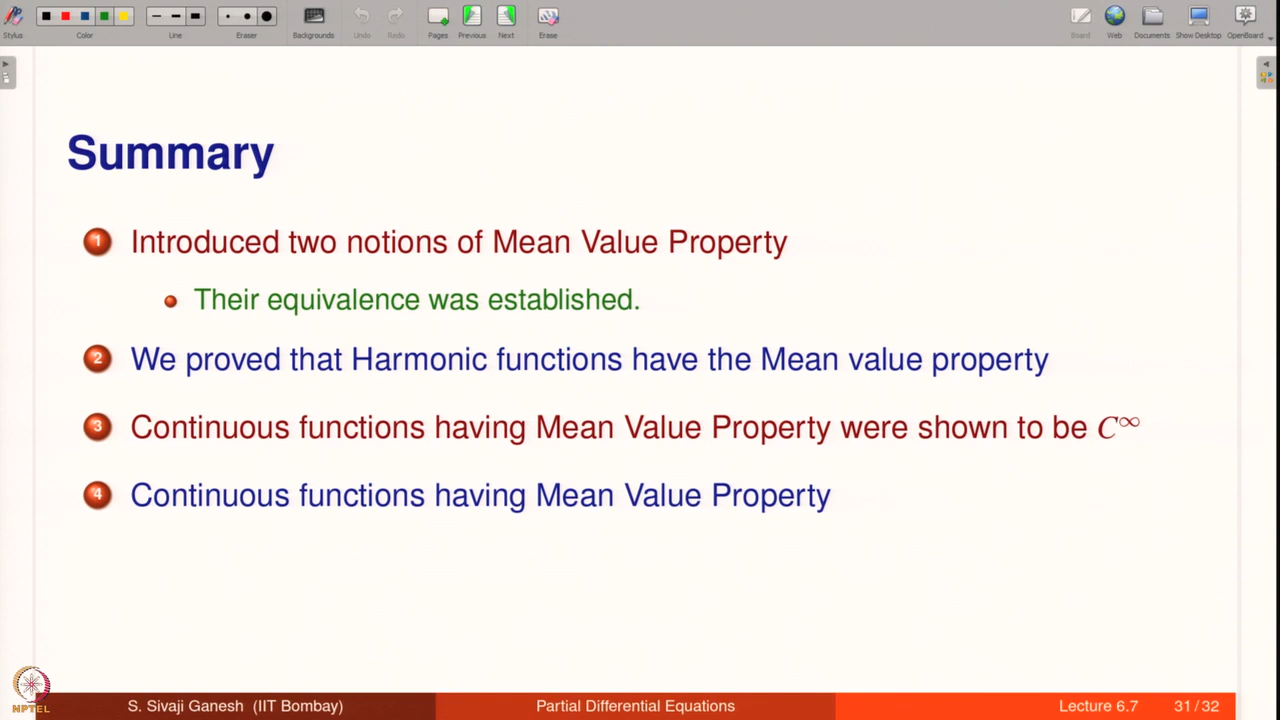 Stylus Color Line Eraser Backgrounds Undo Redo Pages Previous Next Erase Board Web Documents Show Desktop OpenBoard
Summary
1 Introduced two notions of Mean Value Property
Their equivalence was established.
2 We proved that Harmonic functions have the Mean value property
3 Continuous functions having Mean Value Property were shown to be C∞
4 Continuous functions having Mean Value Property
NPTEL
S. Sivaji Ganesh (IIT Bombay) Partial Differential Equations Lecture 6.7 31 / 32